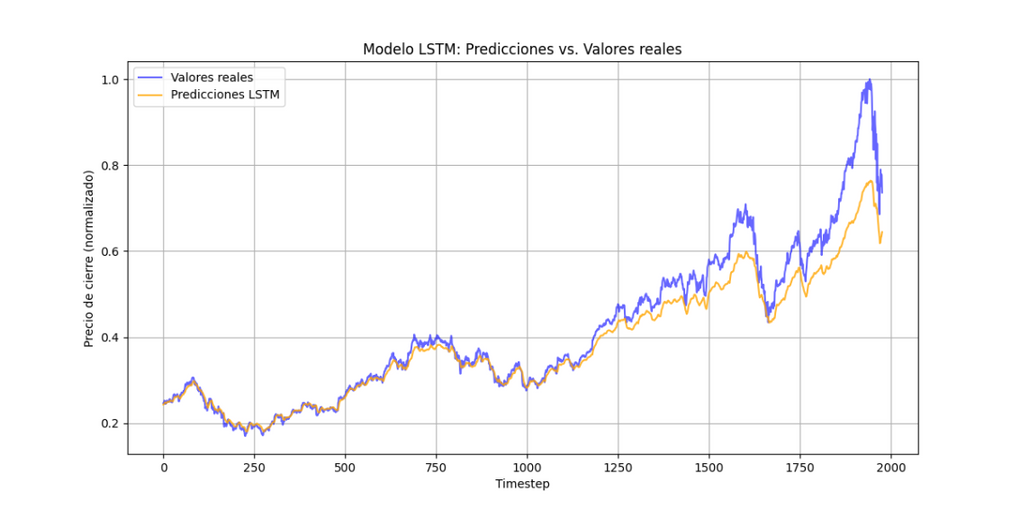 Modelo LSTM: Predicciones vs. Valores reales
Valores reales
Predicciones LSTM
Precio de cierre (normalizado)
1.0
0.8
0.6
0.4
0.2
0 250 500 750 1000 1250 1500 1750 2000
Timestep